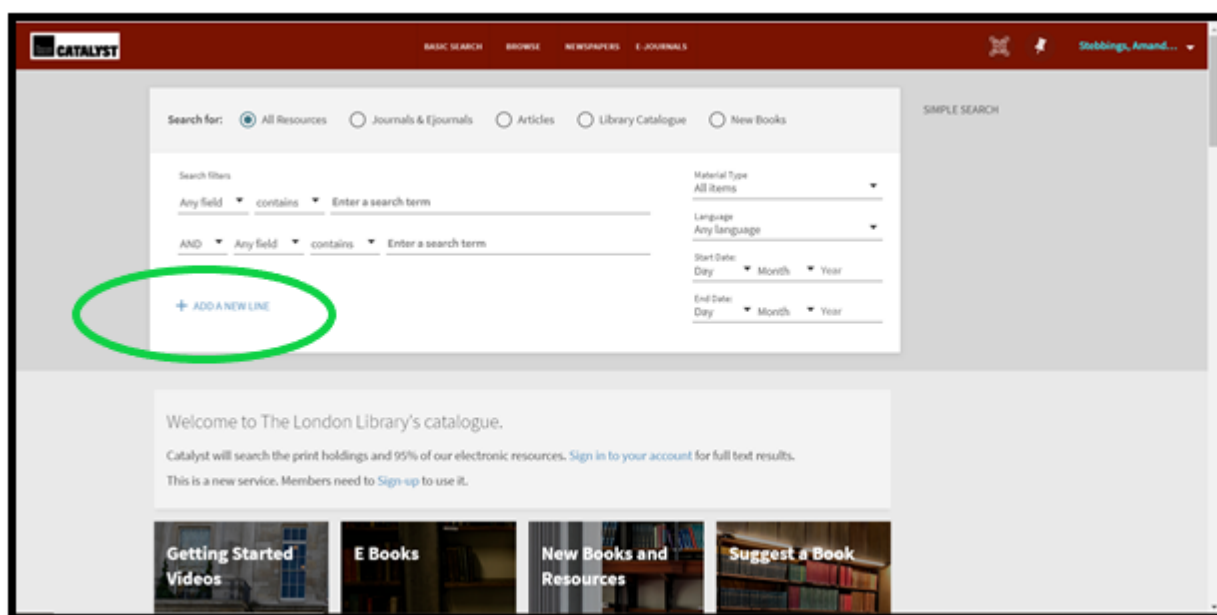 CATALYST
BASIC SEARCH BROWSE NEWSPAPERS E-JOURNALS
Stebbings, Amand...
Search for: All Resources Journals & Ejournals Articles Library Catalogue New Books
SIMPLE SEARCH
Search filters
Any field contains Enter a search term
AND Any field contains Enter a search term
+ ADD A NEW LINE
Material Type
All items
Language
Any language
Start Date:
Day Month Year
End Date:
Day Month Year
Welcome to The London Library's catalogue.
Catalyst will search the print holdings and 95% of our electronic resources. Sign in to your account for full text results.
This is a new service. Members need to Sign-up to use it.
Getting Started
Videos
E Books
New Books and
Resources
Suggest a Book